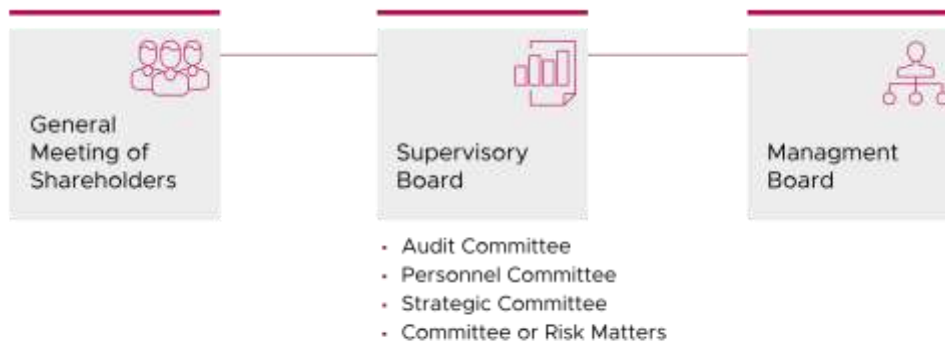 General
Meeting of
Shareholders
Supervisory
Board
• Audit Committee
• Personnel Committee
• Strategic Committee
• Committee or Risk Matters
Managment
Board